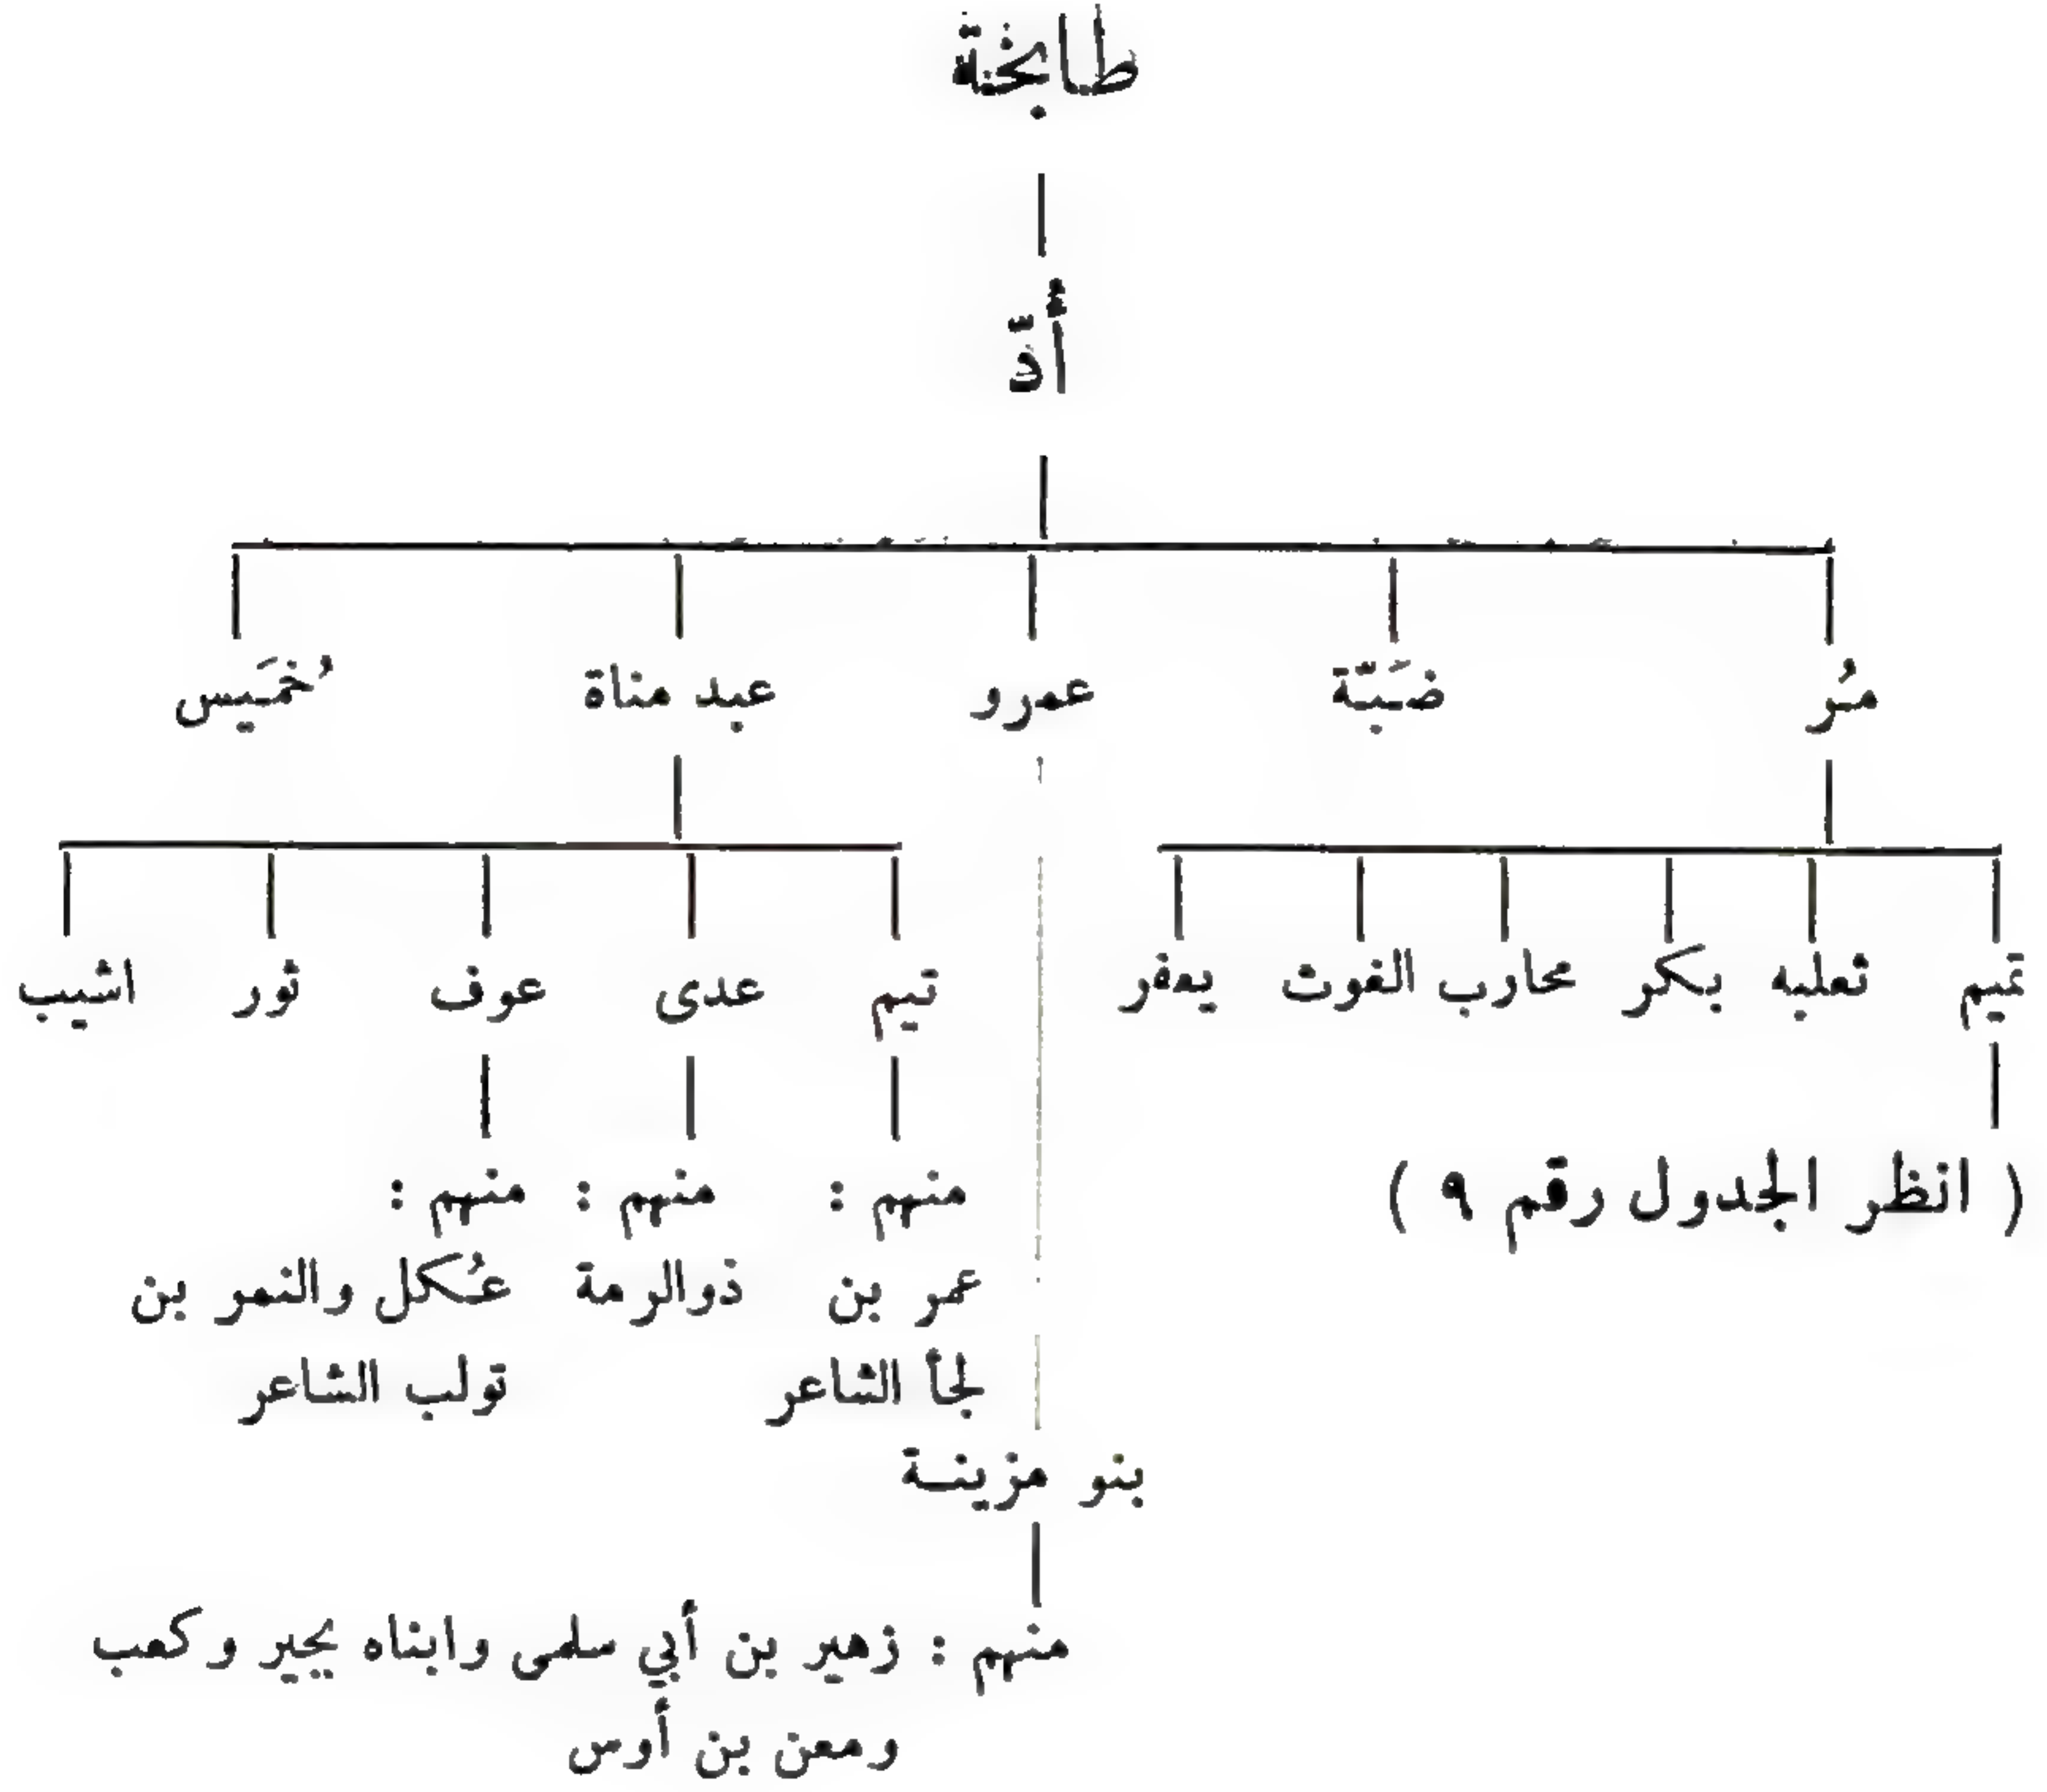 طابخة
أُدّ
مُر ضَبّة عمرو عبد مناة خُمَيس
تميم ثعلبه بكر محارب الغوث يعفر تيم عدى عوف ثور اشيب
( انظر الجدول رقم ٩ ) منهم : منهم : منهم :
عمر بن ذوالرمة عُكل والنمر بن
لجأ الشاعر تولب الشاعر
بنو مزينة
منهم : زهير بن أبي سلمى وابناه يجير وكعب
ومعن بن أوس